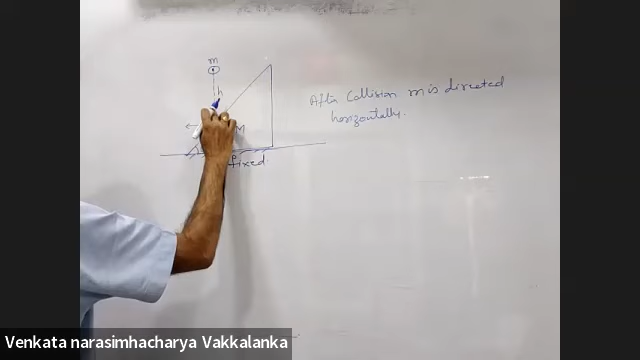 m
h
After Collision m is directed
horizontally.
M
fixed.
Venkata narasimhacharya Vakkalanka